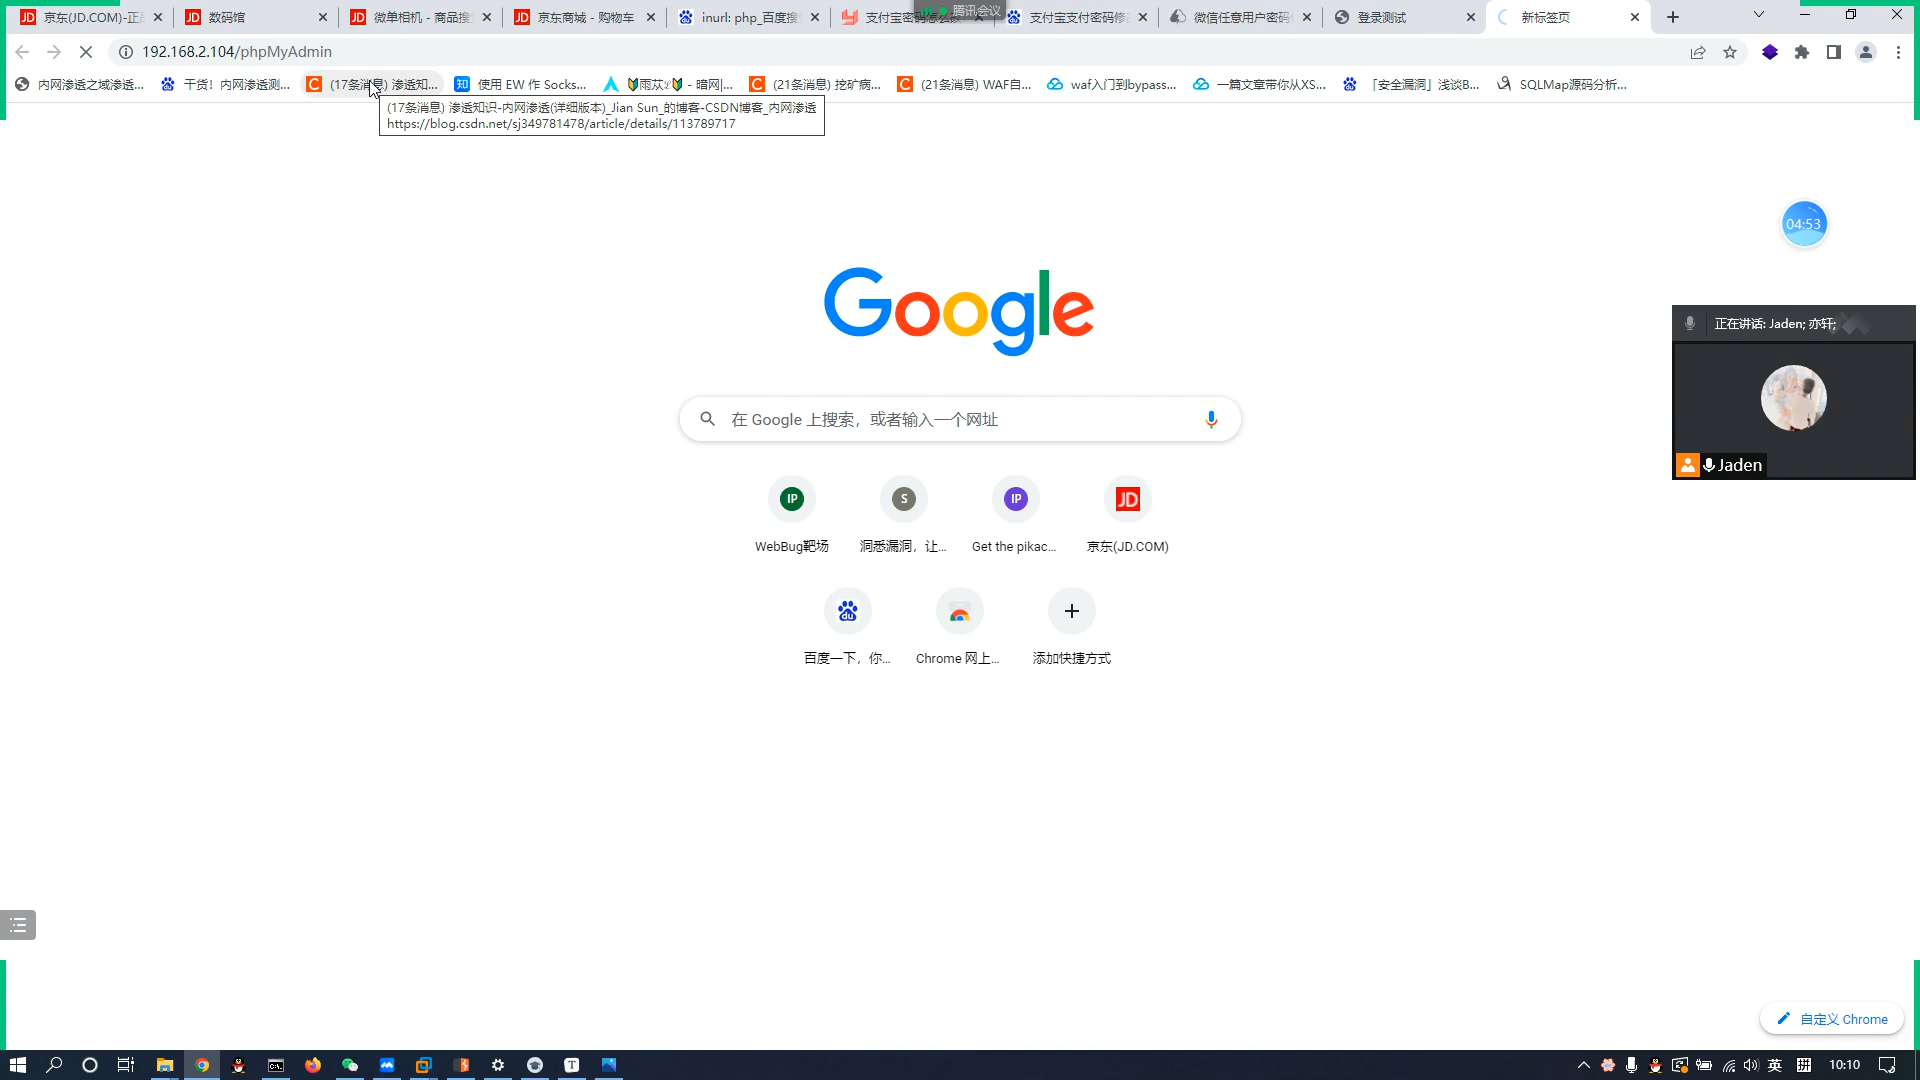 京东(JD.COM)-正品
数码馆
微单相机 - 商品搜
京东商城 - 购物车
inurl: php_百度搜
支付宝密码怎么
腾讯会议
支付宝支付密码修
微信任意用户密码
登录测试
新标签页
192.168.2.104/phpMyAdmin
内网渗透之域渗透...
干货！内网渗透测...
(17条消息) 渗透知...
使用 EW 作 Socks...
- 暗网|...
(21条消息) 挖矿病...
(21条消息) WAF自...
waf入门到bypass...
一篇文章带你从XS...
「安全漏洞」浅谈B...
SQLMap源码分析...
(17条消息) 渗透知识-内网渗透(详细版本)_Jian Sun_的博客-CSDN博客_内网渗透
https://blog.csdn.net/sj349781478/article/details/113789717
04:53
Google
正在讲话: Jaden; 亦轩;
在 Google 上搜索，或者输入一个网址
Jaden
IP
S
IP
JD
WebBug靶场
洞悉漏洞，让...
Get the pikac...
京东(JD.COM)
du
百度一下，你...
Chrome 网上...
添加快捷方式
自定义 Chrome
英
拼
10:10